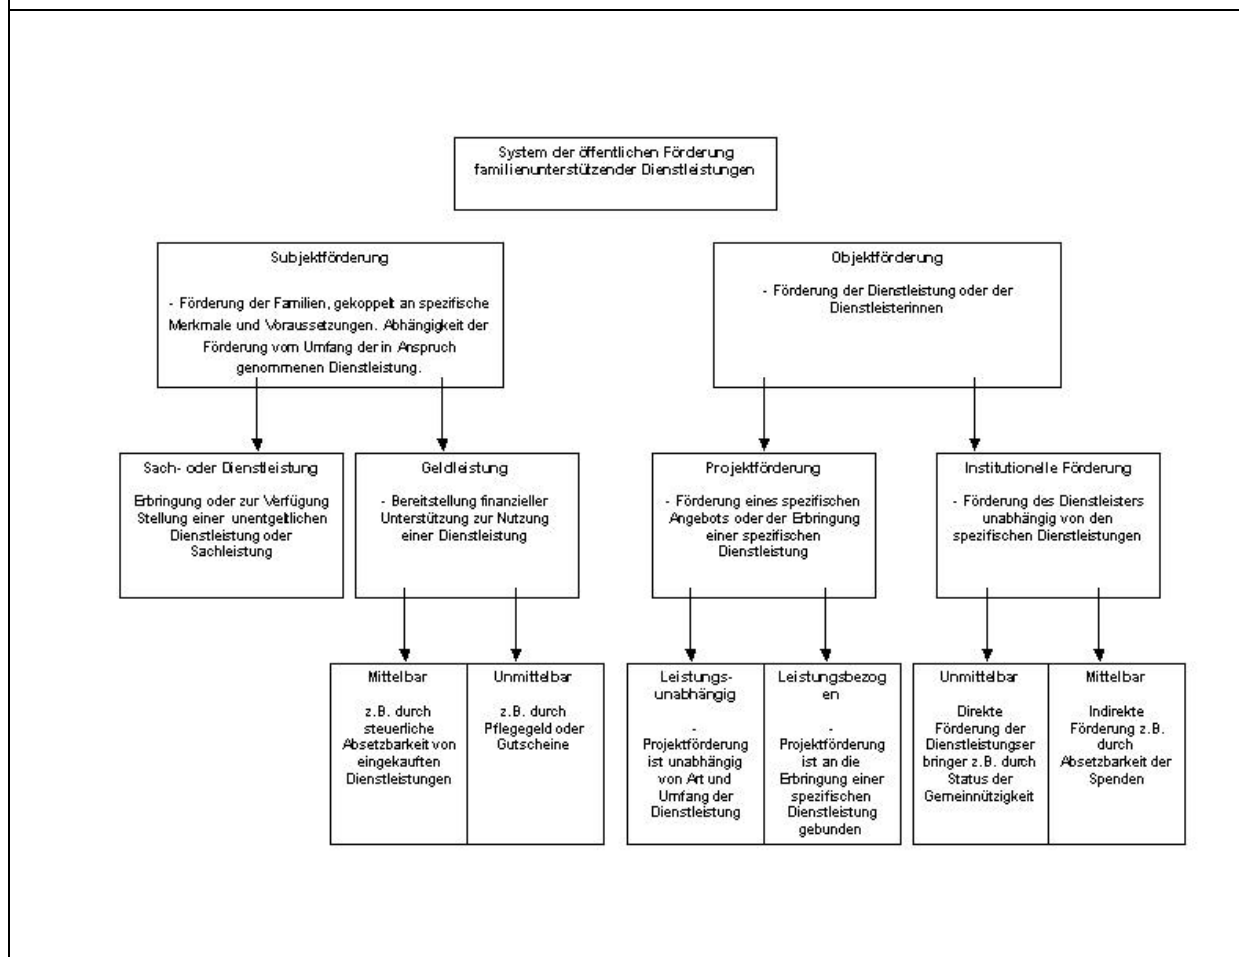 System der öffentlichen Förderung
familienunterstützender Dienstleistungen
Subjektförderung
- Förderung der Familien, gekoppelt an spezifische
Merkmale und Voraussetzungen. Abhängigkeit der
Förderung vom Umfang der in Anspruch
genommenen Dienstleistung.
Objektförderung
- Förderung der Dienstleistung oder der
Dienstleisterinnen
Sach- oder Dienstleistung
Erbringung oder zur Verfügung
Stellung einer unentgeltlichen
Dienstleistung oder
Sachleistung
Geldleistung
- Bereitstellung finanzieller
Unterstützung zur Nutzung
einer Dienstleistung
Projektförderung
- Förderung eines spezifischen
Angebots oder der Erbringung
einer spezifischen
Dienstleistung
Institutionelle Förderung
- Förderung des Dienstleisters
unabhängig von den
spezifischen Dienstleistungen
Mittelbar
z.B. durch
steuerliche
Absetzbarkeit von
eingekauften
Dienstleistungen
Unmittelbar
z.B. durch
Pflegegeld oder
Gutscheine
Leistungs-
unabhängig
-
Projektförderung
ist unabhängig
von Art und
Umfang der
Dienstleistung
Leistungsbezog
en
-
Projektförderung
ist an die
Erbringung einer
spezifischen
Dienstleistung
gebunden
Unmittelbar
Direkte
Förderung der
Dienstleistungser
bringer z.B. durch
Status der
Gemeinnützigkeit
Mittelbar
Indirekte
Förderung z.B.
durch
Absetzbarkeit der
Spenden